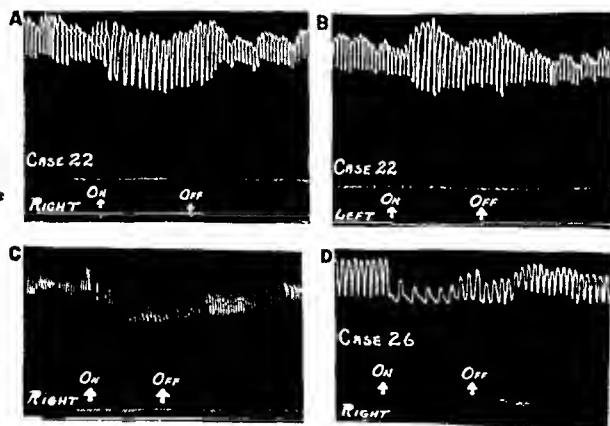 A
CASE 22
ON OFF
RIGHT
B
CASE 22
ON OFF
LEFT
C
ON OFF
RIGHT
D
CASE 26
ON OFF
RIGHT